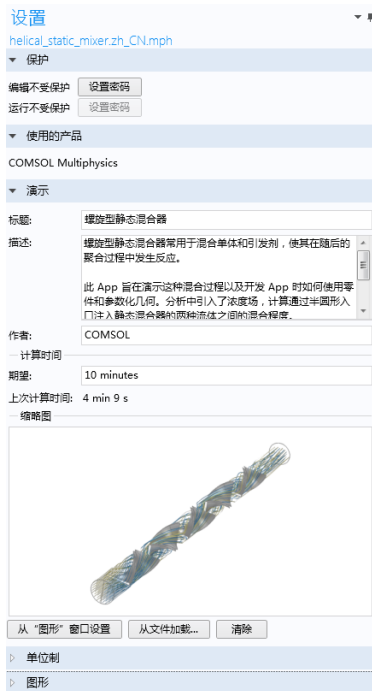 设置
helical_static_mixer.zh_CN.mph
保护
编辑不受保护 设置密码
运行不受保护 设置密码
使用的产品
COMSOL Multiphysics
演示
标题: 螺旋型静态混合器
描述: 螺旋型静态混合器常用于混合单体和引发剂，使其在随后的
聚合过程中发生反应。
此 App 旨在演示这种混合过程以及开发 App 时如何使用零
件和参数化几何。分析中引入了浓度场，计算通过半圆形入
口注入静态混合器的两种流体之间的混合程度。
作者: COMSOL
计算时间
期望: 10 minutes
上次计算时间: 4 min 9 s
缩略图
从“图形”窗口设置 从文件加载... 清除
单位制
图形